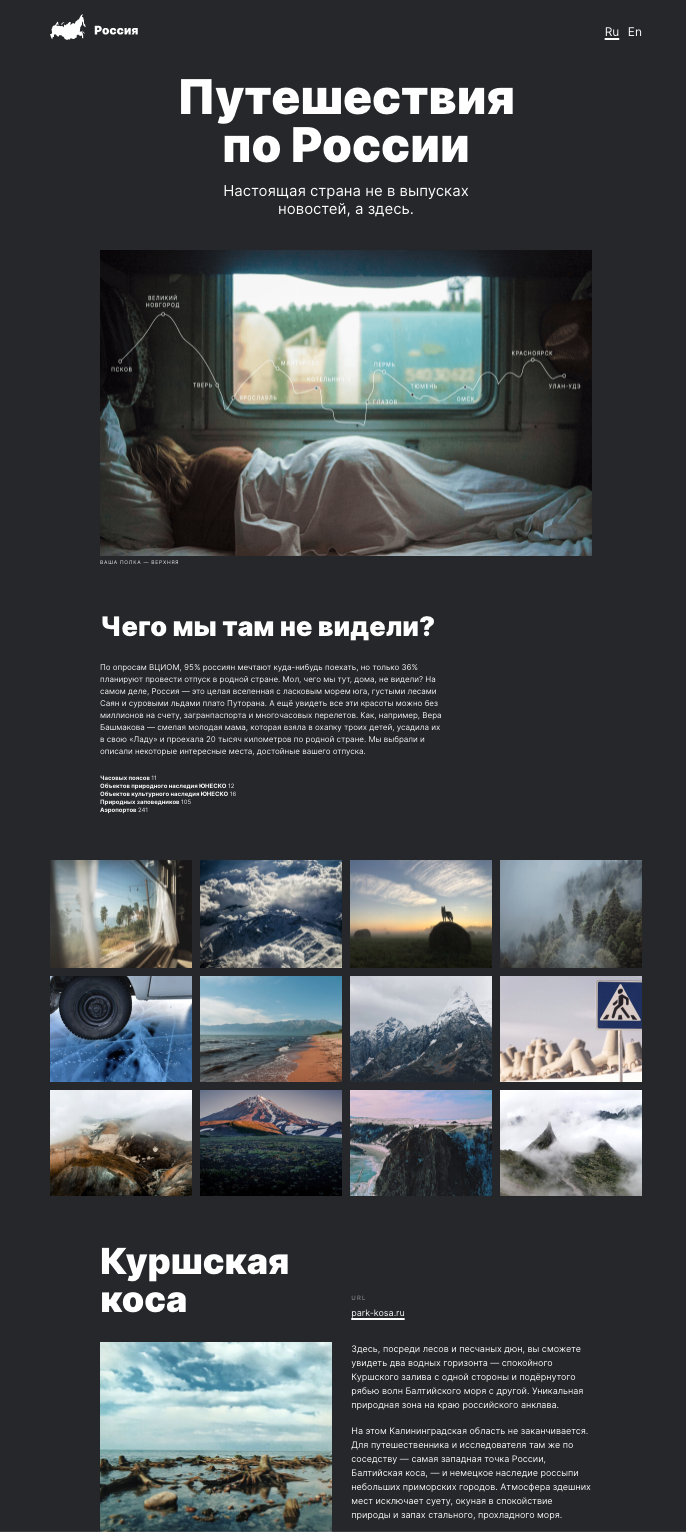 Россия
Ru En
Путешествия
по России
Настоящая страна не в выпусках
новостей, а здесь.
ВЕЛИКИЙ
НОВГОРОД
ПСКОВ
ТВЕРЬ
ЯРОСЛАВЛЬ
ГЛАЗОВ
ПЕРМЬ
ТЮМЕНЬ
ОМСК
КРАСНОЯРСК
УЛАН-УДЭ
ВАША ПОЛКА — ВЕРХНЯЯ
Чего мы там не видели?
По опросам ВЦИОМ, 95% россиян мечтают куда-нибудь поехать, но только 36%
планируют провести отпуск в родной стране. Мол, чего мы тут, дома, не видели? На
самом деле, Россия — это целая вселенная с ласковым морем юга, густыми лесами
Саян и суровыми льдами плато Путорана. А ещё увидеть все эти красоты можно без
миллионов на счету, загранпаспорта и многочасовых перелетов. Как, например, Вера
Башмакова — смелая молодая мама, которая взяла в охапку троих детей, усадила их
в свою «Ладу» и проехала 20 тысяч километров по родной стране. Мы выбрали и
описали некоторые интересные места, достойные вашего отпуска.
Часовых поясов 11
Объектов природного наследия ЮНЕСКО 12
Объектов культурного наследия ЮНЕСКО 16
Природных заповедников 105
Аэропортов 241
Куршская
коса
URL
park-kosa.ru
Здесь, посреди лесов и песчаных дюн, вы сможете
увидеть два водных горизонта — спокойного
Куршского залива с одной стороны и подёрнутого
рябью волн Балтийского моря с другой. Уникальная
природная зона на краю российского анклава.
На этом Калининградская область не заканчивается.
Для путешественника и исследователя там же по
соседству — самая западная точка России,
Балтийская коса, — и немецкое наследие россыпи
небольших приморских городов. Атмосфера здешних
мест исключает суету, окуная в спокойствие
природы и запах стального, прохладного моря.